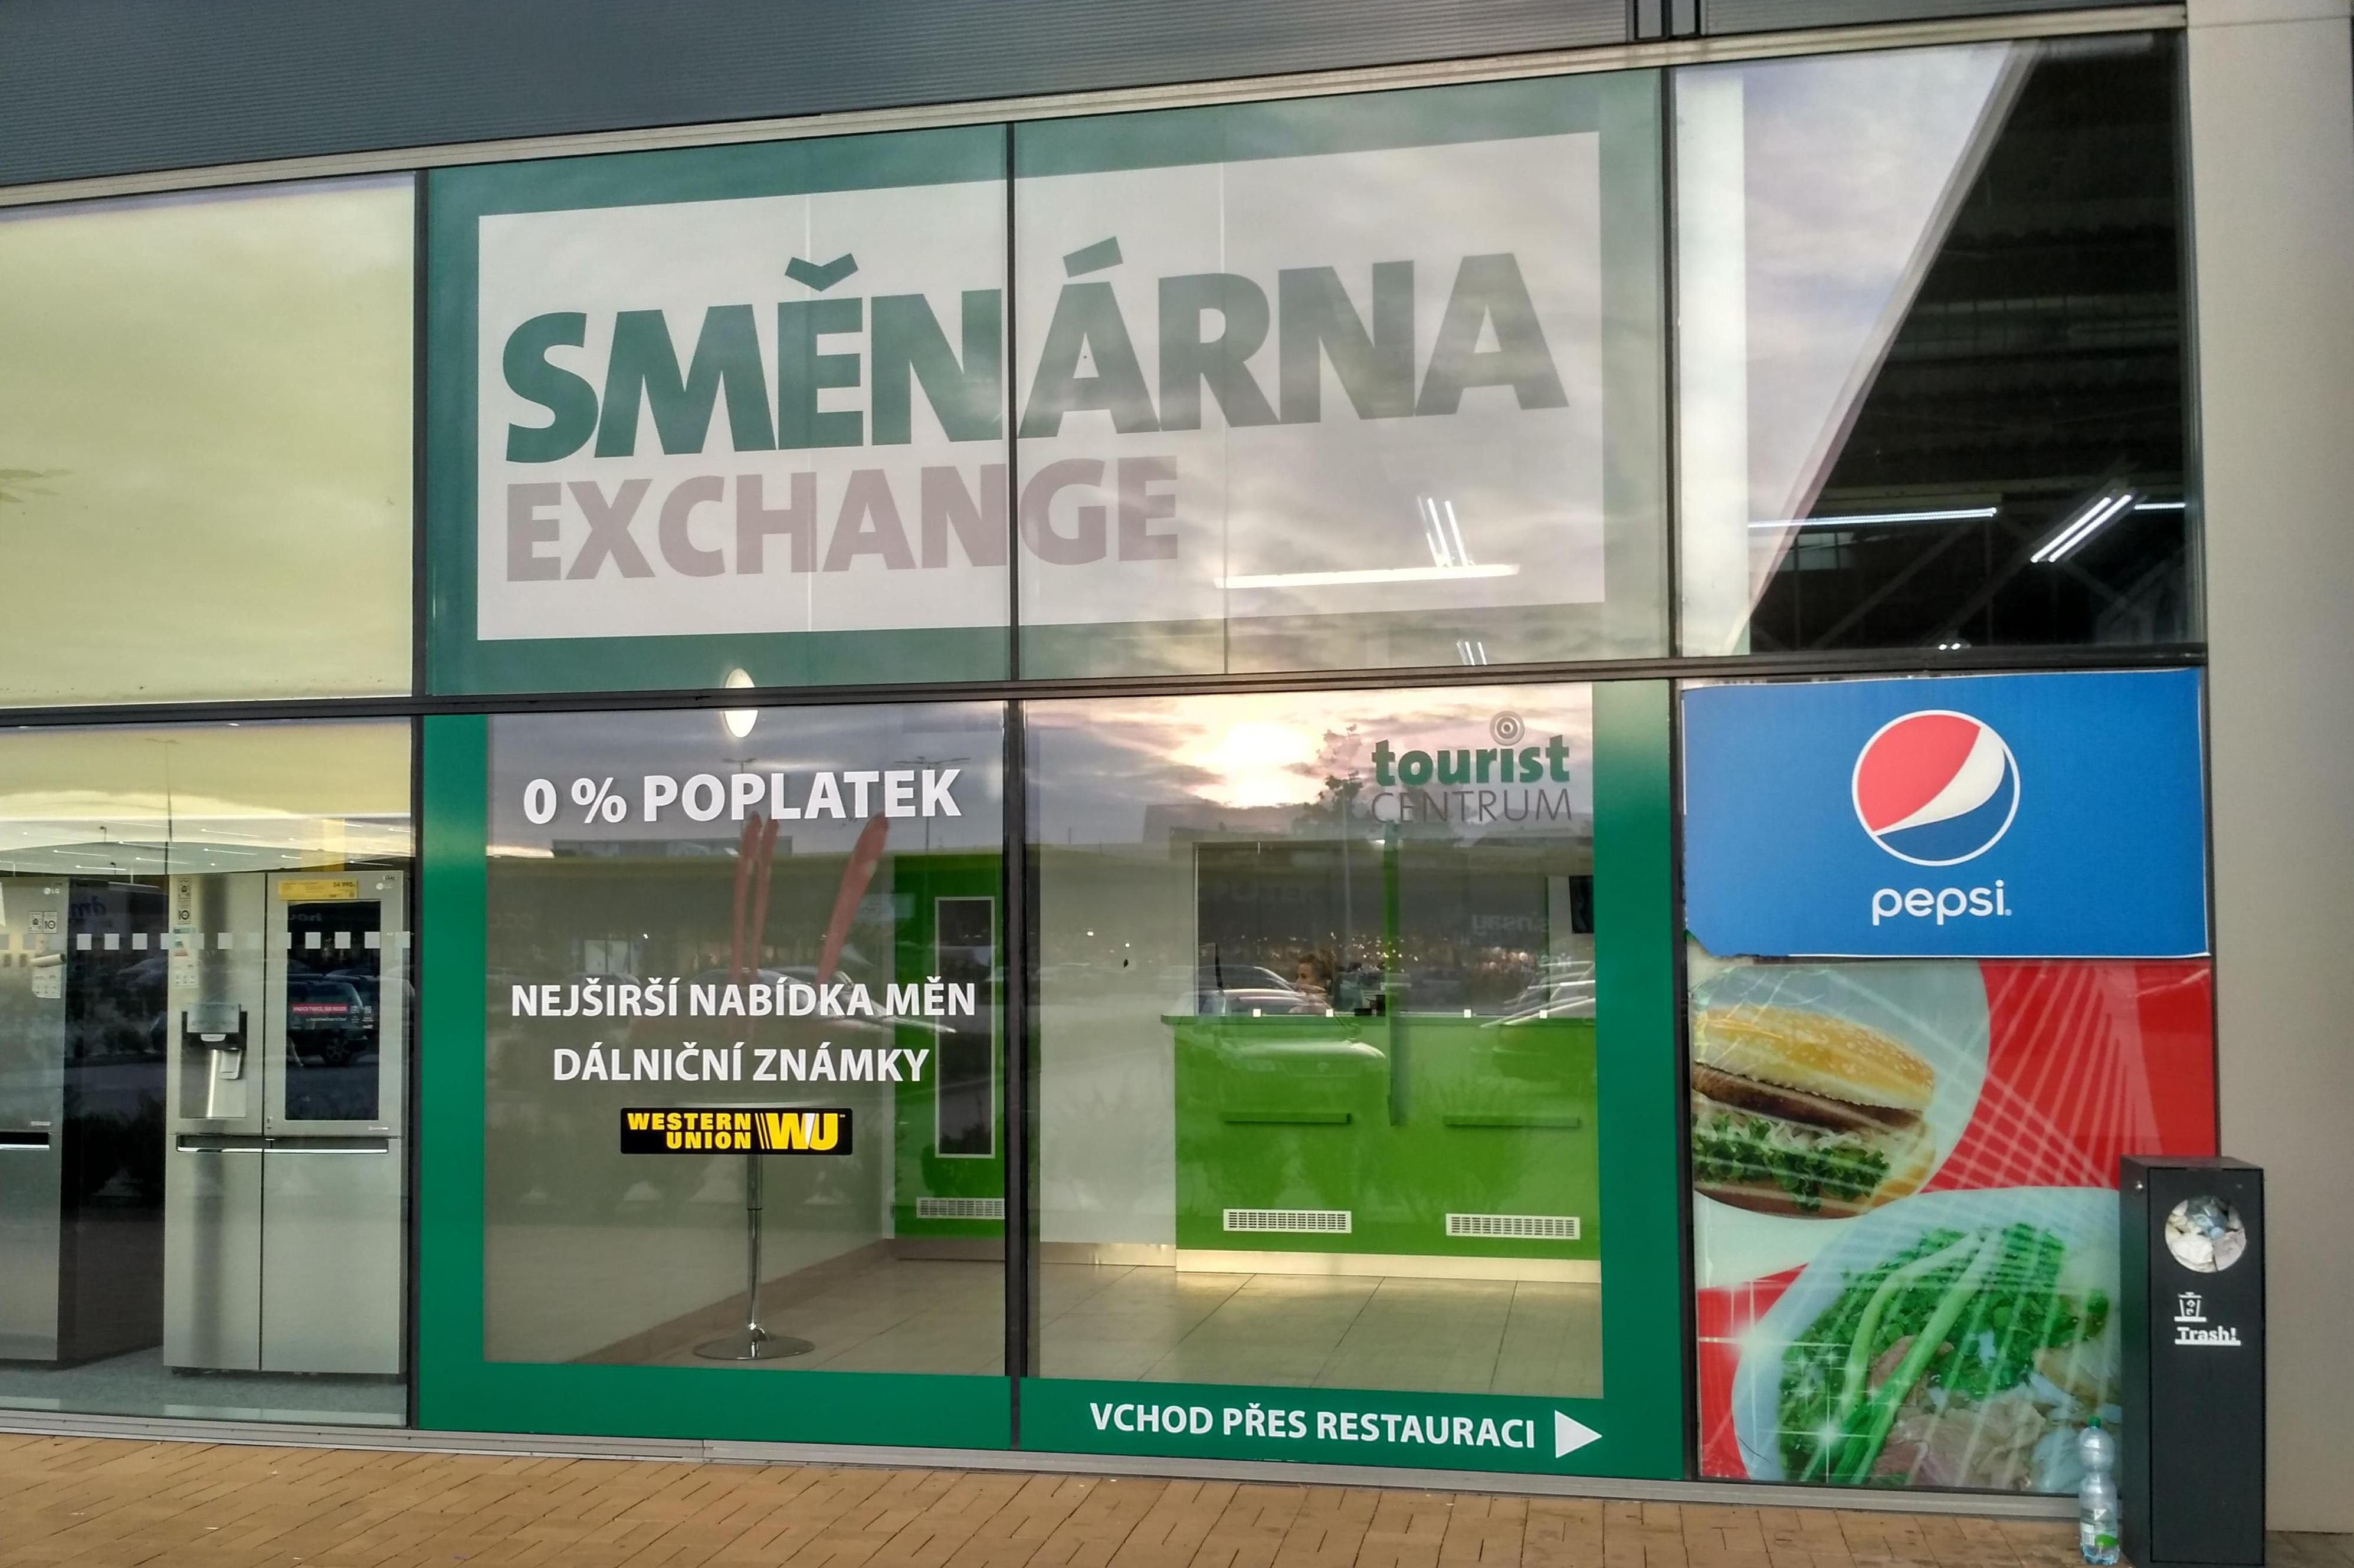 SMĚNÁRNA
EXCHANGE
0 % POPLATEK
tourist
CENTRUM
NEJŠIRŠÍ NABÍDKA MĚN
DÁLNIČNÍ ZNÁMKY
WESTERN
UNION WU
VCHOD PŘES RESTAURACI
pepsi
Trash!